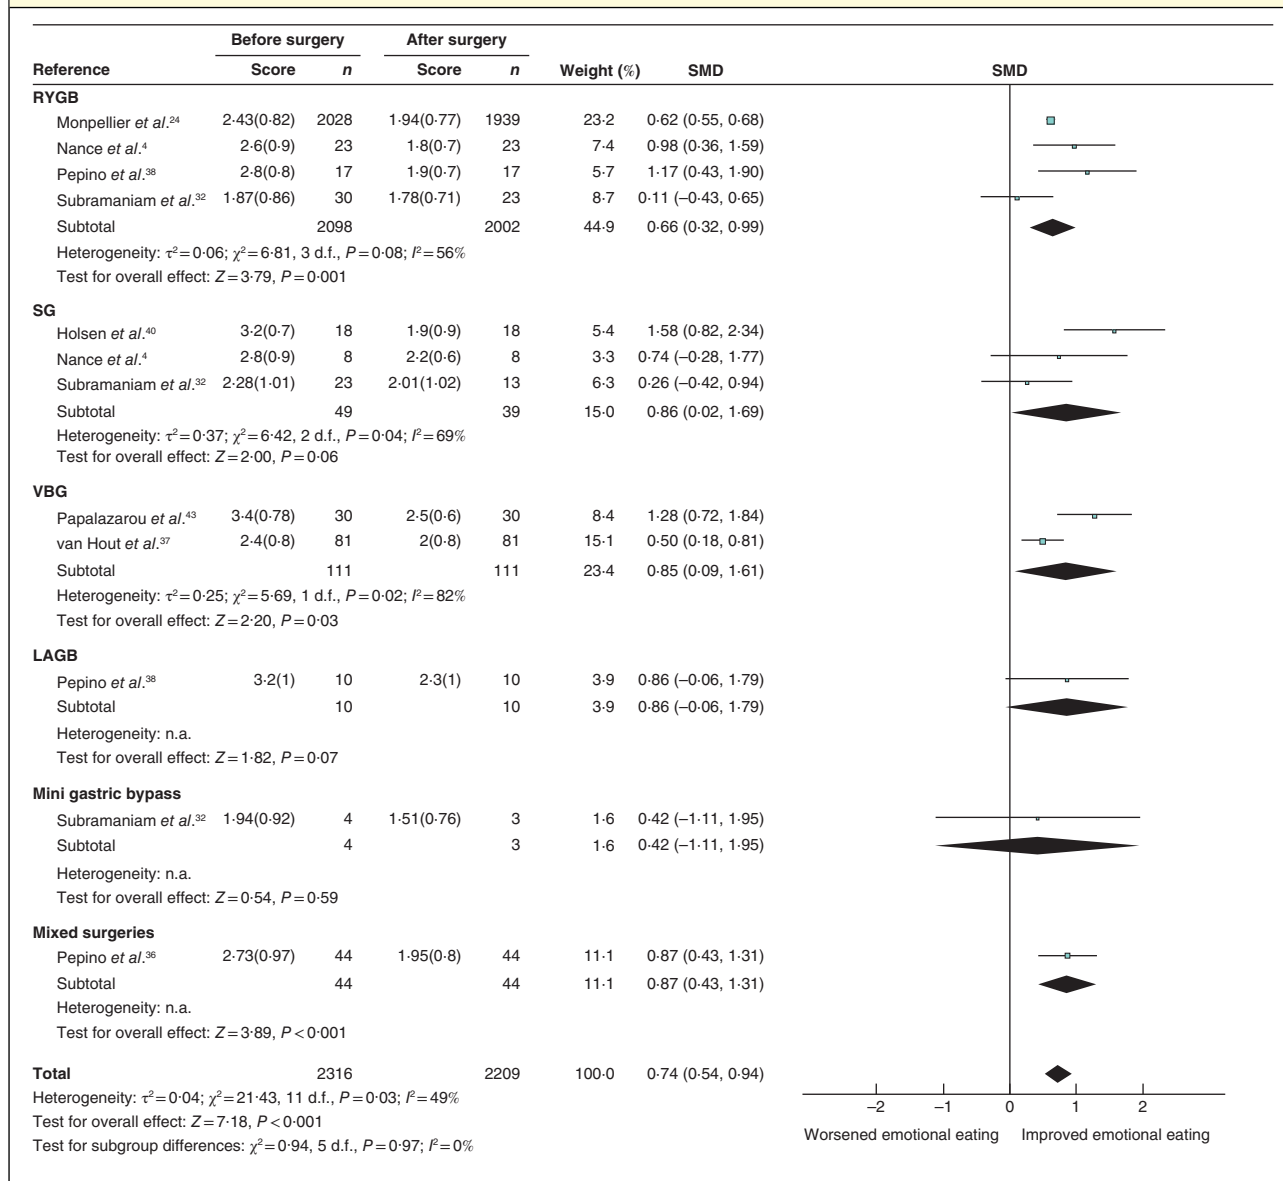 Before surgery After surgery
Reference Score n Score n Weight (%) SMD SMD
RYGB
Monpellier et al.²⁴ 2·43(0·82) 2028 1·94(0·77) 1939 23·2 0·62 (0·55, 0·68)
Nance et al.⁴ 2·6(0·9) 23 1·8(0·7) 23 7·4 0·98 (0·36, 1·59)
Pepino et al.³⁸ 2·8(0·8) 17 1·9(0·7) 17 5·7 1·17 (0·43, 1·90)
Subramaniam et al.³² 1·87(0·86) 30 1·78(0·71) 23 8·7 0·11 (–0·43, 0·65)
Subtotal 2098 2002 44·9 0·66 (0·32, 0·99)
Heterogeneity: τ²=0·06; χ²=6·81, 3 d.f., P=0·08; I²=56%
Test for overall effect: Z=3·79, P=0·001
SG
Holsen et al.⁴⁰ 3·2(0·7) 18 1·9(0·9) 18 5·4 1·58 (0·82, 2·34)
Nance et al.⁴ 2·8(0·9) 8 2·2(0·6) 8 3·3 0·74 (–0·28, 1·77)
Subramaniam et al.³² 2·28(1·01) 23 2·01(1·02) 13 6·3 0·26 (–0·42, 0·94)
Subtotal 49 39 15·0 0·86 (0·02, 1·69)
Heterogeneity: τ²=0·37; χ²=6·42, 2 d.f., P=0·04; I²=69%
Test for overall effect: Z=2·00, P=0·06
VBG
Papalazarou et al.⁴³ 3·4(0·78) 30 2·5(0·6) 30 8·4 1·28 (0·72, 1·84)
van Hout et al.³⁷ 2·4(0·8) 81 2(0·8) 81 15·1 0·50 (0·18, 0·81)
Subtotal 111 111 23·4 0·85 (0·09, 1·61)
Heterogeneity: τ²=0·25; χ²=5·69, 1 d.f., P=0·02; I²=82%
Test for overall effect: Z=2·20, P=0·03
LAGB
Pepino et al.³⁸ 3·2(1) 10 2·3(1) 10 3·9 0·86 (–0·06, 1·79)
Subtotal 10 10 3·9 0·86 (–0·06, 1·79)
Heterogeneity: n.a.
Test for overall effect: Z=1·82, P=0·07
Mini gastric bypass
Subramaniam et al.³² 1·94(0·92) 4 1·51(0·76) 3 1·6 0·42 (–1·11, 1·95)
Subtotal 4 3 1·6 0·42 (–1·11, 1·95)
Heterogeneity: n.a.
Test for overall effect: Z=0·54, P=0·59
Mixed surgeries
Pepino et al.³⁶ 2·73(0·97) 44 1·95(0·8) 44 11·1 0·87 (0·43, 1·31)
Subtotal 44 44 11·1 0·87 (0·43, 1·31)
Heterogeneity: n.a.
Test for overall effect: Z=3·89, P<0·001
Total 2316 2209 100·0 0·74 (0·54, 0·94)
Heterogeneity: τ²=0·04; χ²=21·43, 11 d.f., P=0·03; I²=49%
–2 –1 0 1 2
Test for overall effect: Z=7·18, P<0·001
Worsened emotional eating Improved emotional eating
Test for subgroup differences: χ²=0·94, 5 d.f., P=0·97; I²=0%